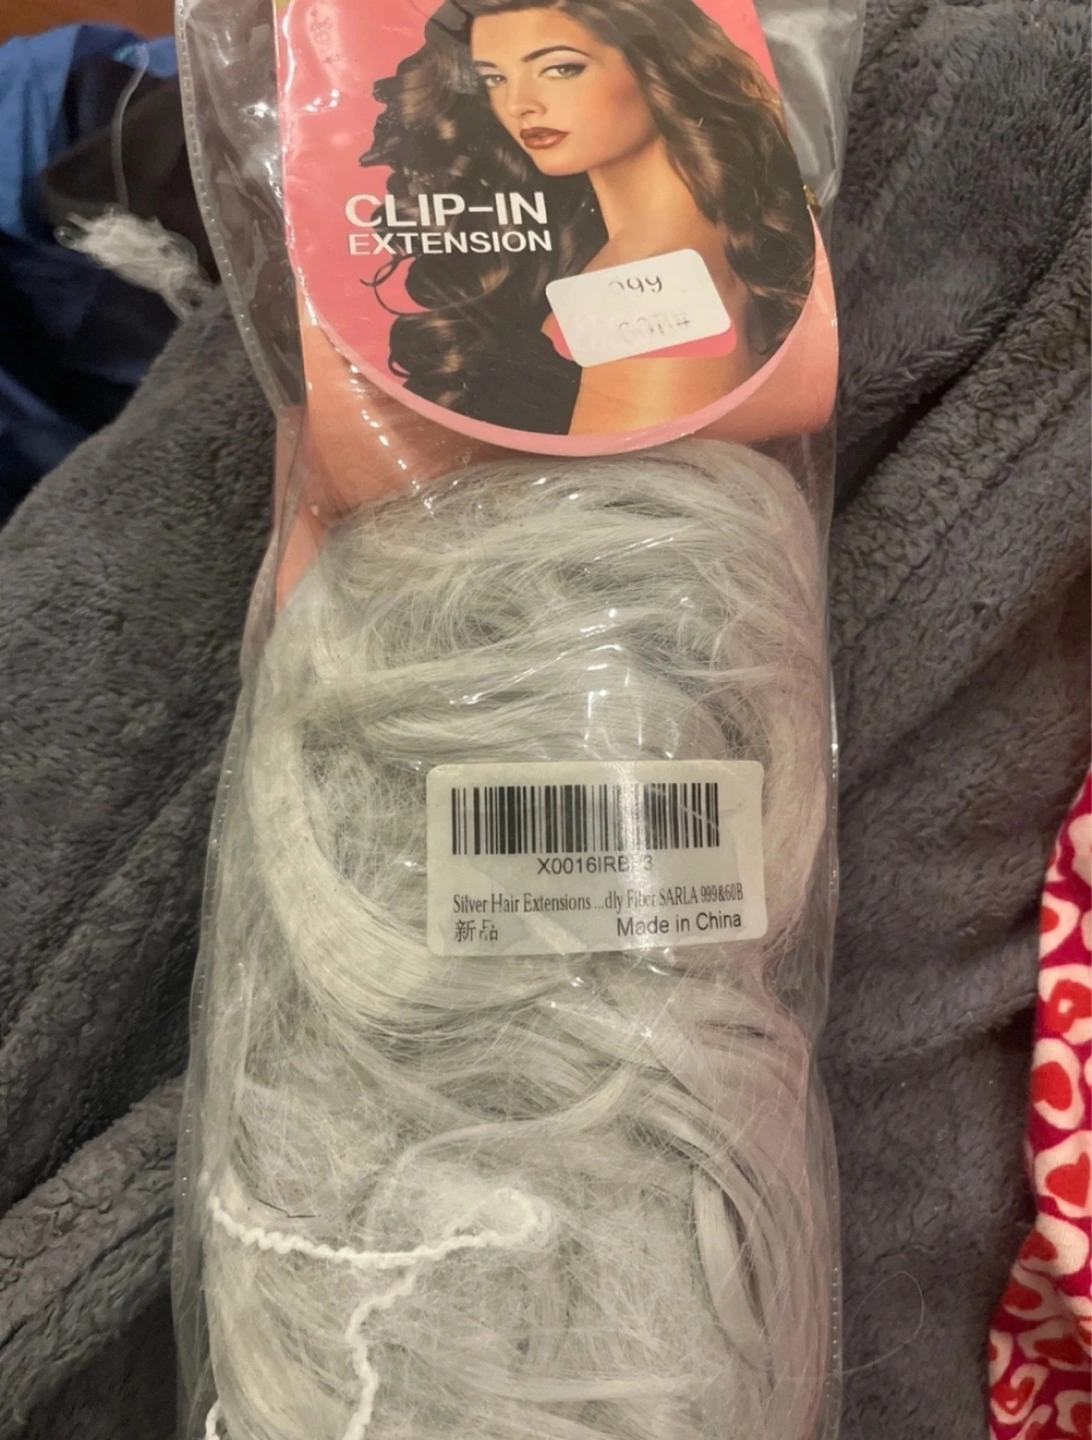 CLIP-IN
EXTENSION
Silver Hair Extensions ...dly Fiber SARLA 999&60B
新品
Made in China